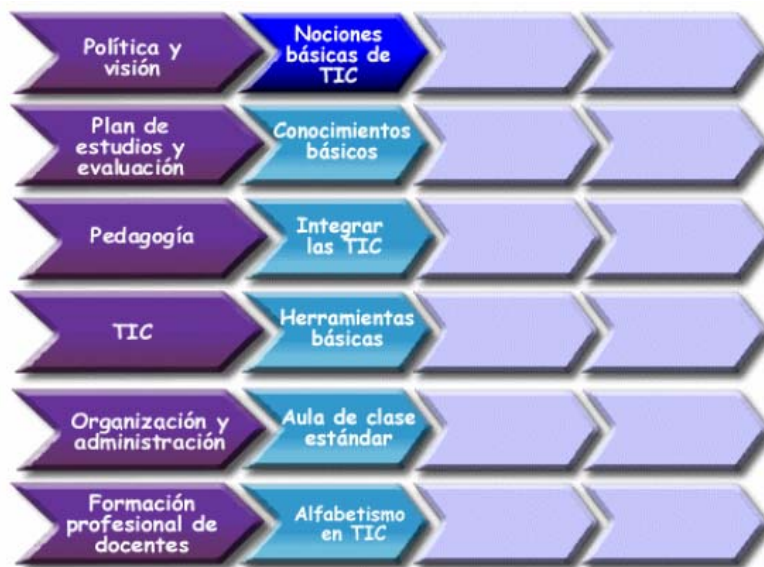 Política y
visión
Nociones
básicas de
TIC
Plan de
estudios y
evaluación
Conocimientos
básicos
Pedagogía
Integrar
las TIC
TIC
Herramientas
básicas
Organización y
administración
Aula de clase
estándar
Formación
profesional de
docentes
Alfabetismo
en TIC